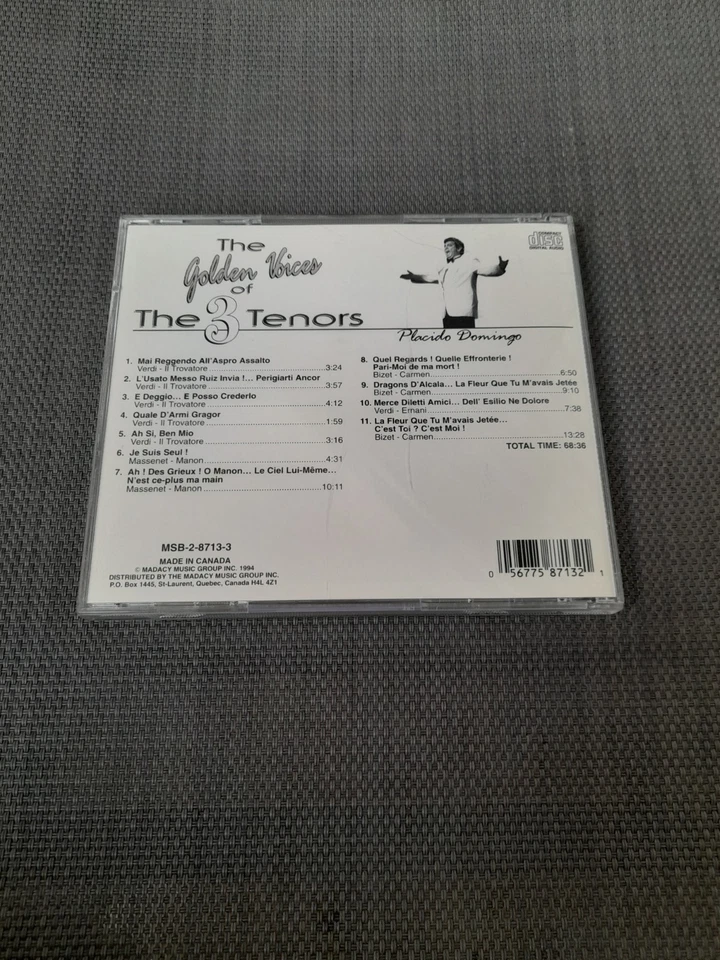 The
Golden Voices
of
The 3 Tenors
COMPACT
disc
DIGITAL AUDIO
Placido Domingo
1. Mai Reggendo All'Aspro Assalto
Verdi - Il Trovatore ... 3:24
2. L'Usato Messo Ruiz Invia !... Perigiarti Ancor
Verdi - Il Trovatore ... 3:57
3. E Deggio... E Posso Crederlo
Verdi - Il Trovatore ... 4:12
4. Quale D'Armi Gragor
Verdi - Il Trovatore ... 1:59
5. Ah Si, Ben Mio
Verdi - Il Trovatore ... 3:16
6. Je Suis Seul !
Massenet - Manon ... 4:31
7. Ah ! Des Grieux ! O Manon... Le Ciel Lui-Même...
N'est ce-plus ma main
Massenet - Manon ... 10:11
8. Quel Regards ! Quelle Effronterie !
Pari-Moi de ma mort !
Bizet - Carmen ... 6:50
9. Dragons D'Alcala... La Fleur Que Tu M'avais Jetée
Bizet - Carmen ... 9:10
10. Merce Diletti Amici... Dell' Esilio Ne Dolore
Verdi - Ernani ... 7:38
11. La Fleur Que Tu M'avais Jetée...
C'est Toi ? C'est Moi !
Bizet - Carmen ... 13:28
TOTAL TIME: 68:36
MSB-2-8713-3
MADE IN CANADA
© MADACY MUSIC GROUP INC. 1994
DISTRIBUTED BY THE MADACY MUSIC GROUP INC.
P.O. Box 1445, St-Laurent, Quebec, Canada H4L 4Z1
0 56775 87132 1